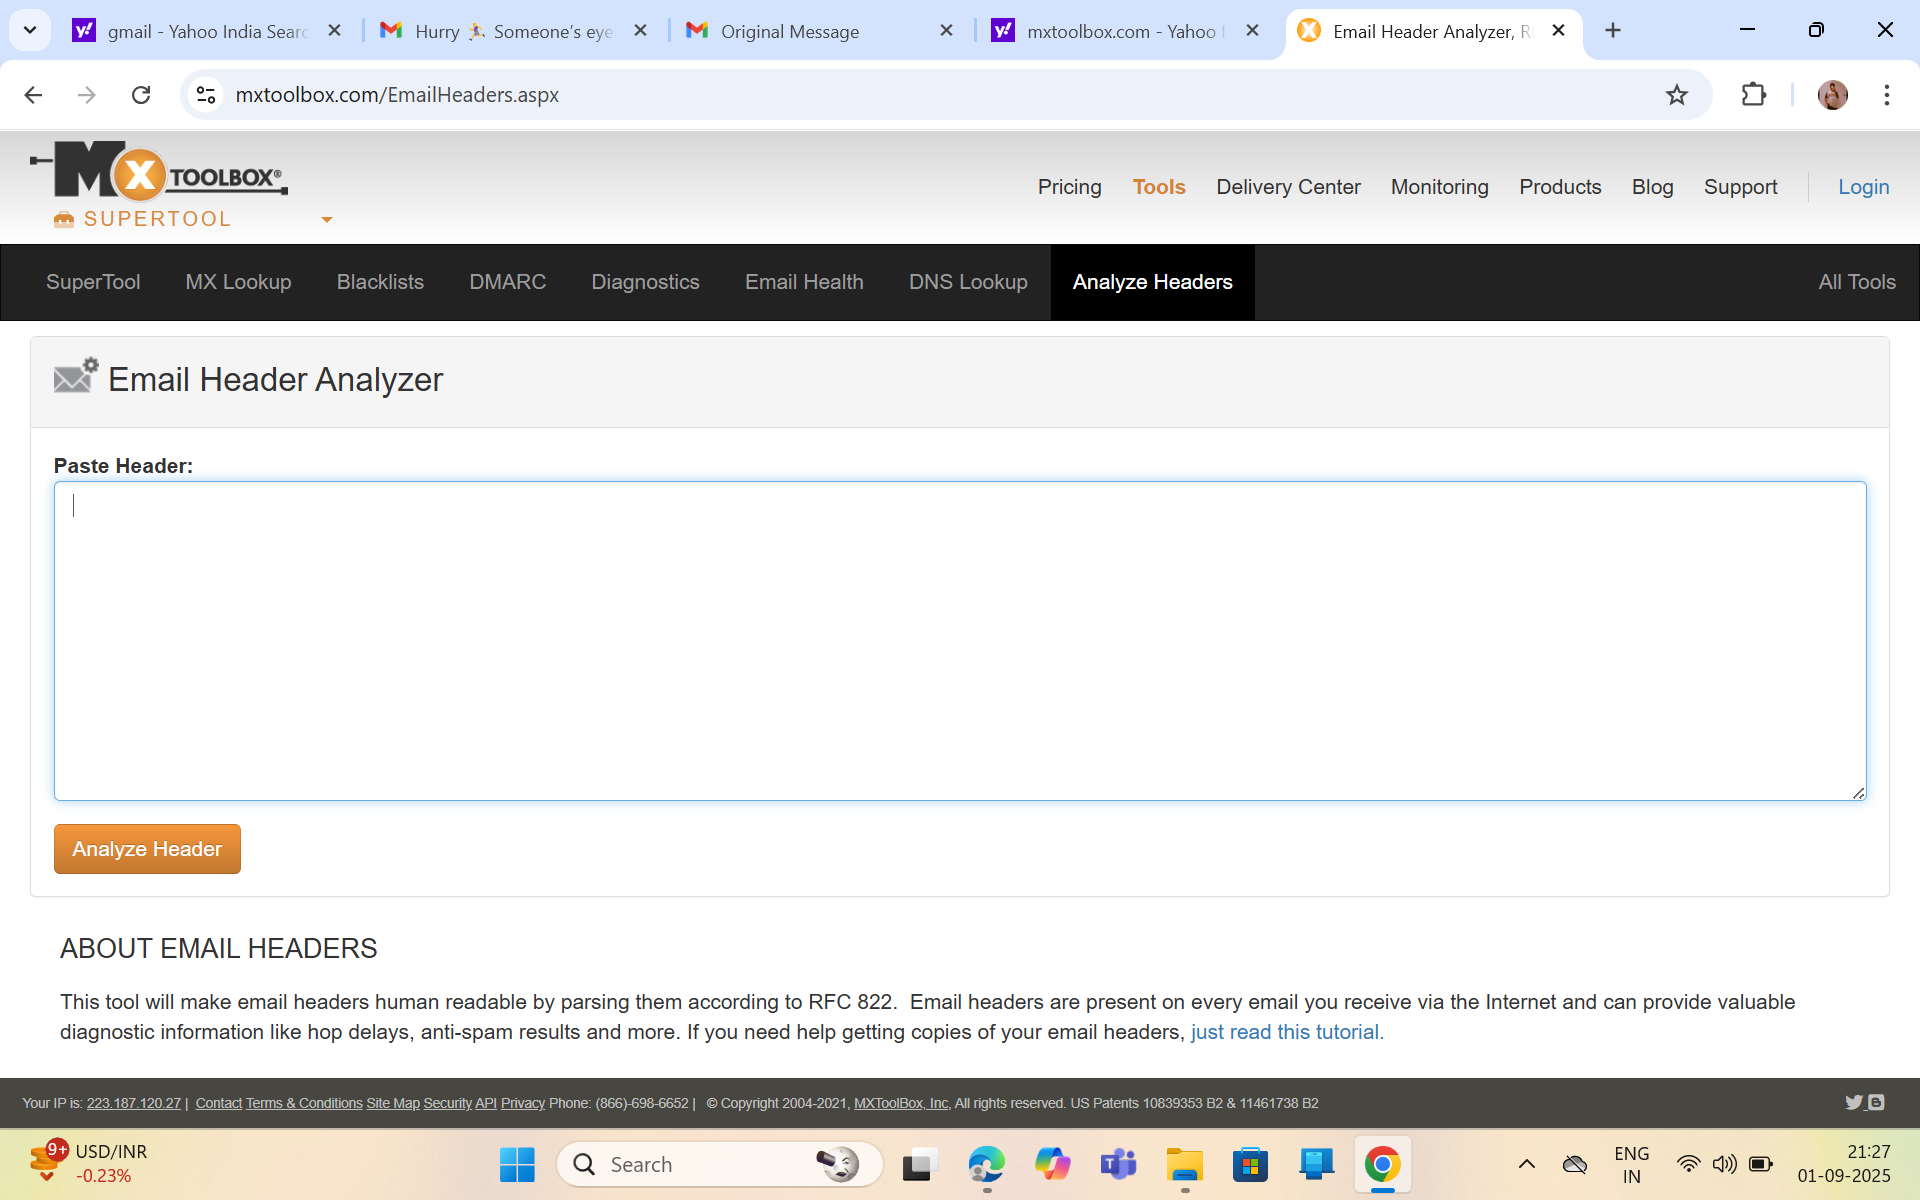 gmail - Yahoo India Searc
Hurry 🏃 Someone's eye
Original Message
mxtoolbox.com - Yahoo I
Email Header Analyzer, R
mxtoolbox.com/EmailHeaders.aspx
MX TOOLBOX®
SUPERTOOL
Pricing Tools Delivery Center Monitoring Products Blog Support Login
SuperTool MX Lookup Blacklists DMARC Diagnostics Email Health DNS Lookup Analyze Headers All Tools
Email Header Analyzer
Paste Header:
Analyze Header
ABOUT EMAIL HEADERS
This tool will make email headers human readable by parsing them according to RFC 822. Email headers are present on every email you receive via the Internet and can provide valuable
diagnostic information like hop delays, anti-spam results and more. If you need help getting copies of your email headers, just read this tutorial.
Your IP is: 223.187.120.27 | Contact Terms & Conditions Site Map Security API Privacy Phone: (866)-698-6652 | © Copyright 2004-2021, MXToolBox, Inc, All rights reserved. US Patents 10839353 B2 & 11461738 B2
9+ USD/INR
-0.23%
Search
ENG
IN
21:27
01-09-2025